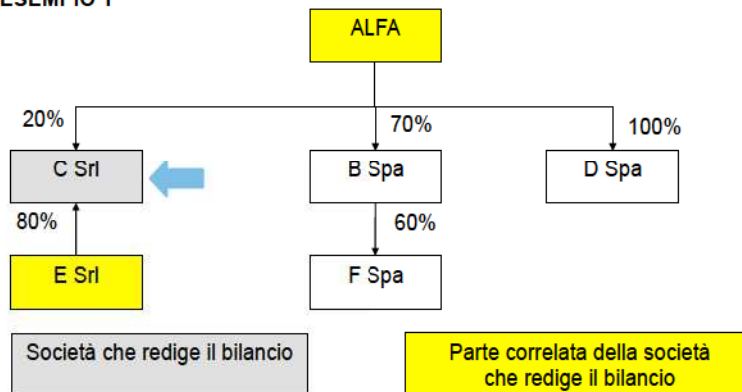 ESEMPIO 1
ALFA
20%
70%
100%
C Srl
B Spa
D Spa
80%
60%
E Srl
F Spa
Società che redige il bilancio
Parte correlata della società
che redige il bilancio